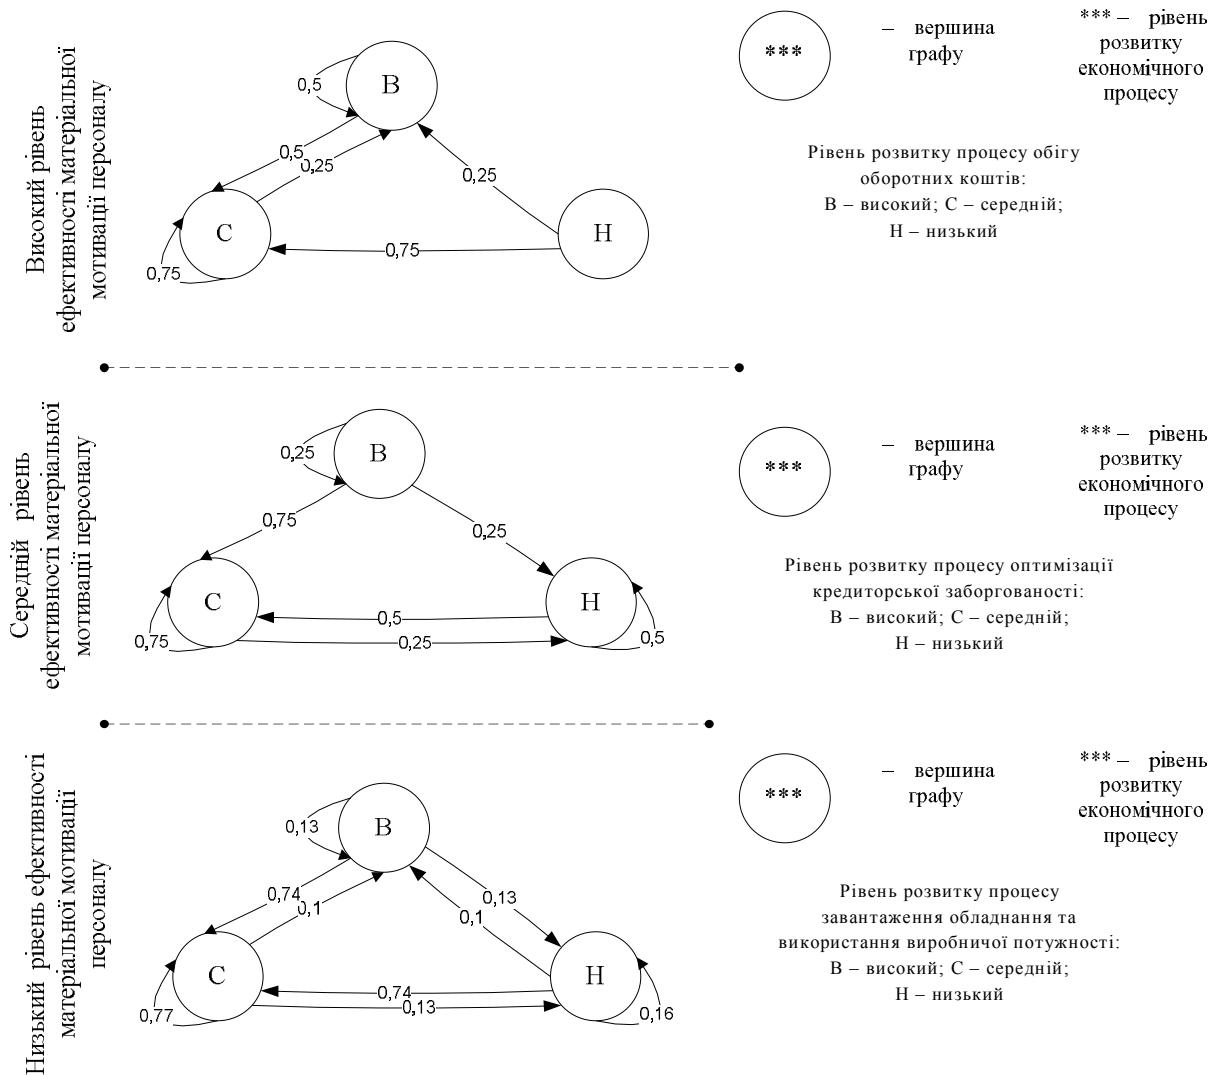 Високий рівень
ефективності матеріальної
мотивації персоналу
В
0,5
0,5
0,25
0,25
С
Н
0,75
0,75
***
– вершина
графу
*** – рівень
розвитку
економічного
процесу
Рівень розвитку процесу обігу
оборотних коштів:
В – високий; С – середній;
Н – низький
Середній рівень
ефективності матеріальної
мотивації персоналу
В
0,25
0,75
0,25
С
Н
0,5
0,25
0,75
0,5
***
– вершина
графу
*** – рівень
розвитку
економічного
процесу
Рівень розвитку процесу оптимізації
кредиторської заборгованості:
В – високий; С – середній;
Н – низький
Низький рівень ефективності
матеріальної мотивації
персоналу
В
0,13
0,74
0,1
0,13
0,1
С
Н
0,74
0,13
0,77
0,16
***
– вершина
графу
*** – рівень
розвитку
економічного
процесу
Рівень розвитку процесу
завантаження обладнання та
використання виробничої потужності:
В – високий; С – середній;
Н – низький